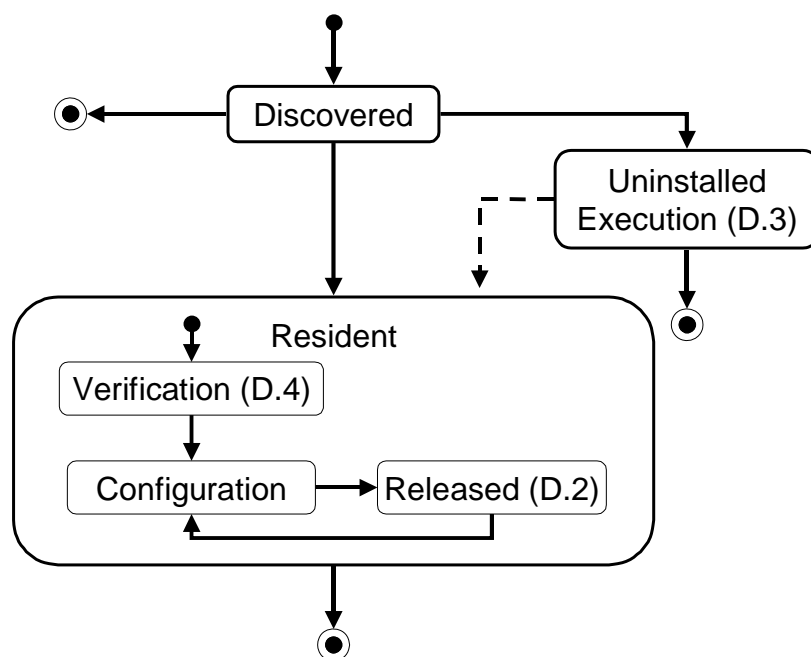 Discovered
Uninstalled
Execution (D.3)
Resident
Verification (D.4)
Configuration
Released (D.2)